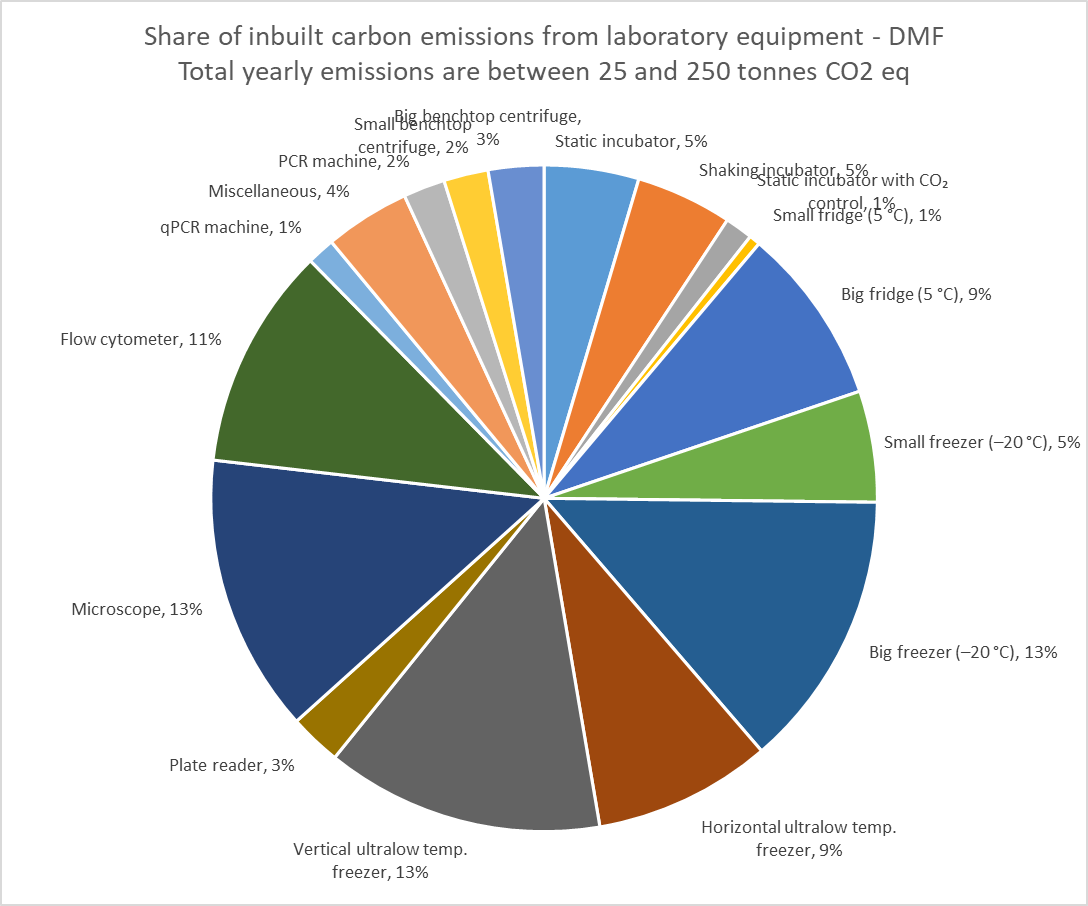 Share of inbuilt carbon emissions from laboratory equipment - DMF
Total yearly emissions are between 25 and 250 tonnes CO2 eq
Static incubator, 5%
Shaking incubator, 5%
Static incubator with CO₂
control, 1%
Small fridge (5 °C), 1%
Big fridge (5 °C), 9%
Small freezer (–20 °C), 5%
Big freezer (–20 °C), 13%
Horizontal ultralow temp.
freezer, 9%
Vertical ultralow temp.
freezer, 13%
Plate reader, 3%
Microscope, 13%
Flow cytometer, 11%
qPCR machine, 1%
Miscellaneous, 4%
PCR machine, 2%
Small benchtop
centrifuge, 2%
Big benchtop centrifuge,
3%